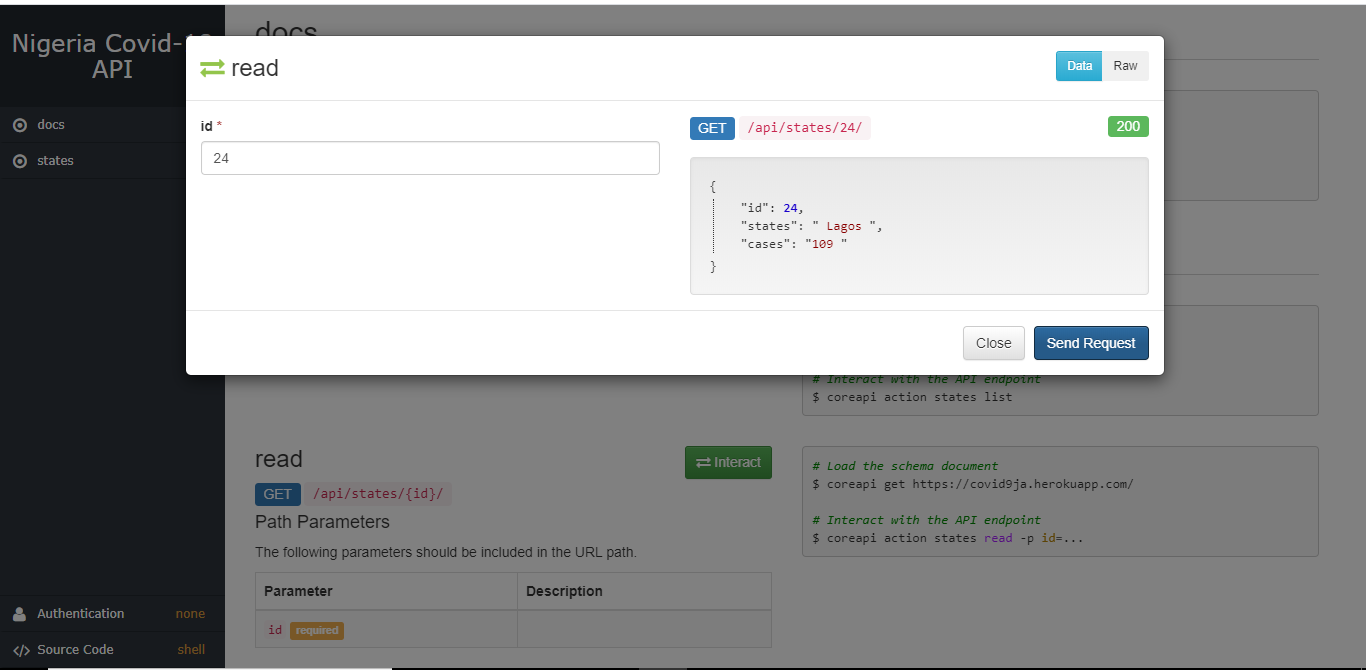 Nigeria Covid-19
API
docs
states
Authentication none
Source Code shell
docs
read
Data Raw
id *
24
GET /api/states/24/
200
{
"id": 24,
"states": " Lagos ",
"cases": "109 "
}
Close Send Request
# Interact with the API endpoint
$ coreapi action states list
read
Interact
GET /api/states/{id}/
Path Parameters
The following parameters should be included in the URL path.
Parameter Description
id required
# Load the schema document
$ coreapi get https://covid9ja.herokuapp.com/
# Interact with the API endpoint
$ coreapi action states read -p id=...